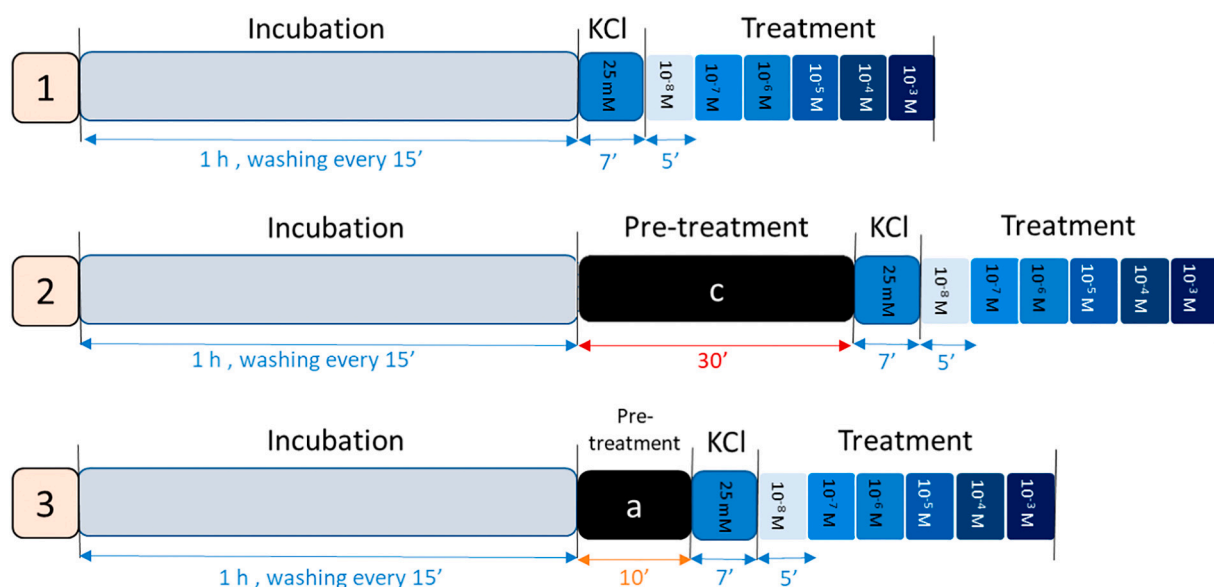 Incubation KCl Treatment
1 25 mM 10⁻⁸ M 10⁻⁷ M 10⁻⁶ M 10⁻⁵ M 10⁻⁴ M 10⁻³ M
1 h , washing every 15’ 7’ 5’
Incubation Pre-treatment KCl Treatment
2 c 25 mM 10⁻⁸ M 10⁻⁷ M 10⁻⁶ M 10⁻⁵ M 10⁻⁴ M 10⁻³ M
1 h , washing every 15’ 30’ 7’ 5’
Incubation Pre-
treatment KCl Treatment
3 a 25 mM 10⁻⁸ M 10⁻⁷ M 10⁻⁶ M 10⁻⁵ M 10⁻⁴ M 10⁻³ M
1 h , washing every 15’ 10’ 7’ 5’